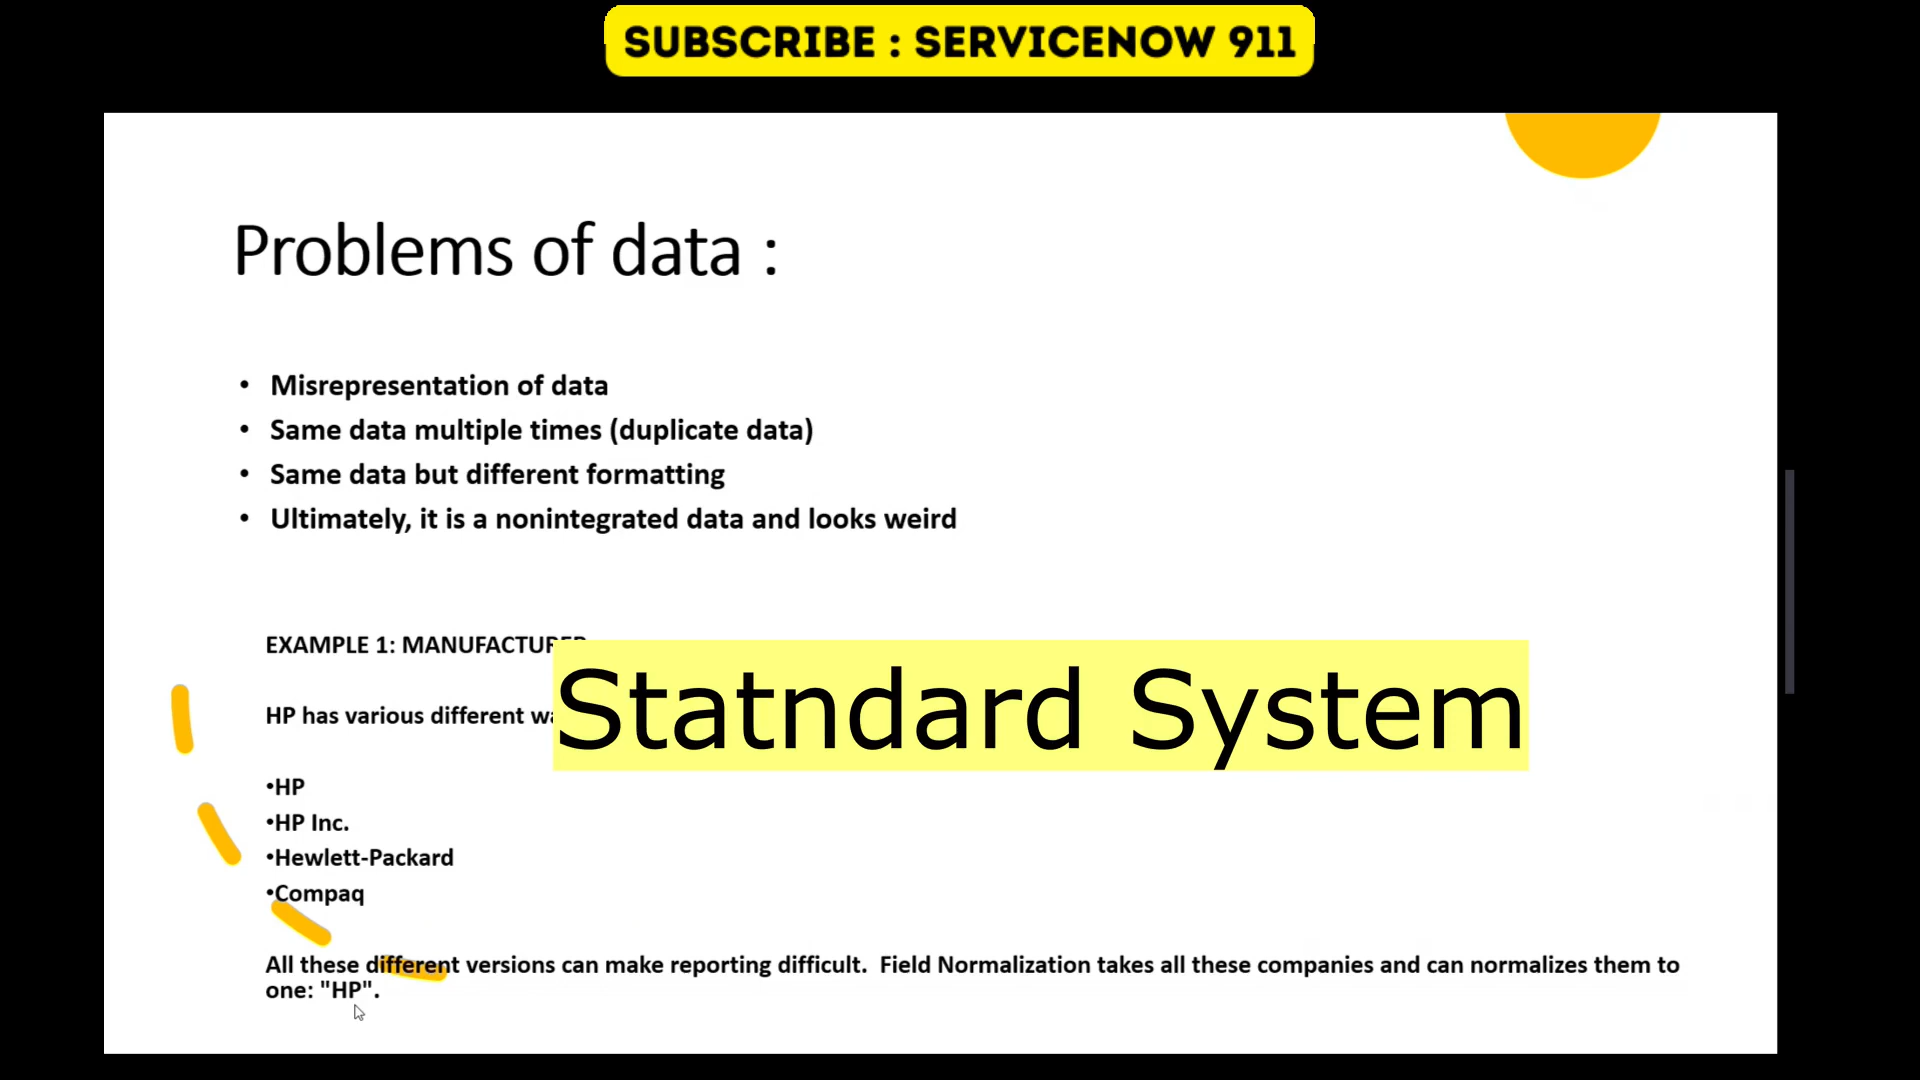 SUBSCRIBE : SERVICENOW 911
Problems of data :
• Misrepresentation of data
• Same data multiple times (duplicate data)
• Same data but different formatting
• Ultimately, it is a nonintegrated data and looks weird
EXAMPLE 1: MANUFACTURER
HP has various different
Statndard System
•HP
•HP Inc.
•Hewlett-Packard
•Compaq
All these different versions can make reporting difficult. Field Normalization takes all these companies and can normalizes them to
one: "HP".